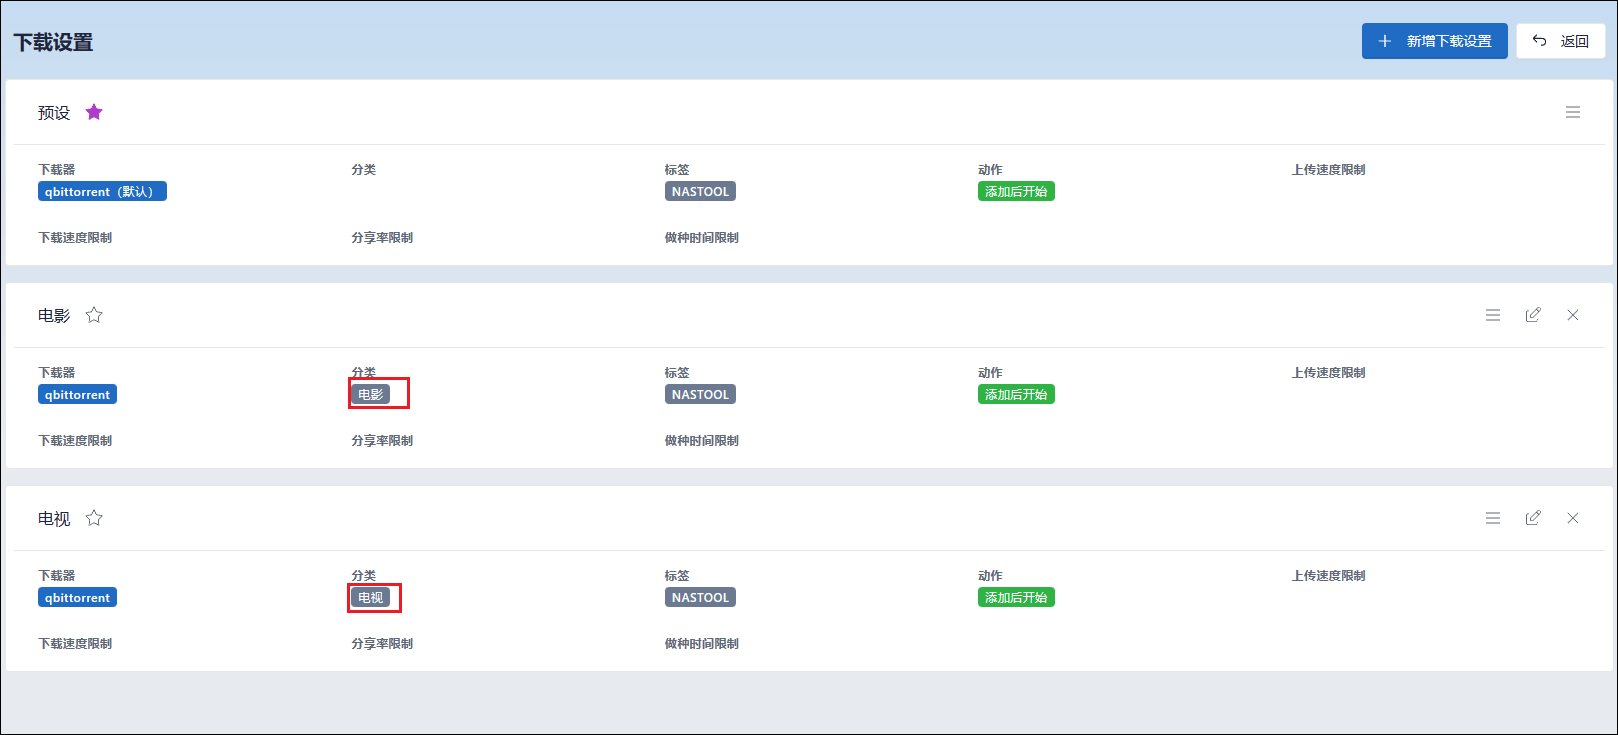 下载设置
新增下载设置
返回
预设
下载器 分类 标签 动作 上传速度限制
qbittorrent（默认） NASTOOL 添加后开始
下载速度限制 分享率限制 做种时间限制
电影
下载器 分类 标签 动作 上传速度限制
qbittorrent 电影 NASTOOL 添加后开始
下载速度限制 分享率限制 做种时间限制
电视
下载器 分类 标签 动作 上传速度限制
qbittorrent 电视 NASTOOL 添加后开始
下载速度限制 分享率限制 做种时间限制